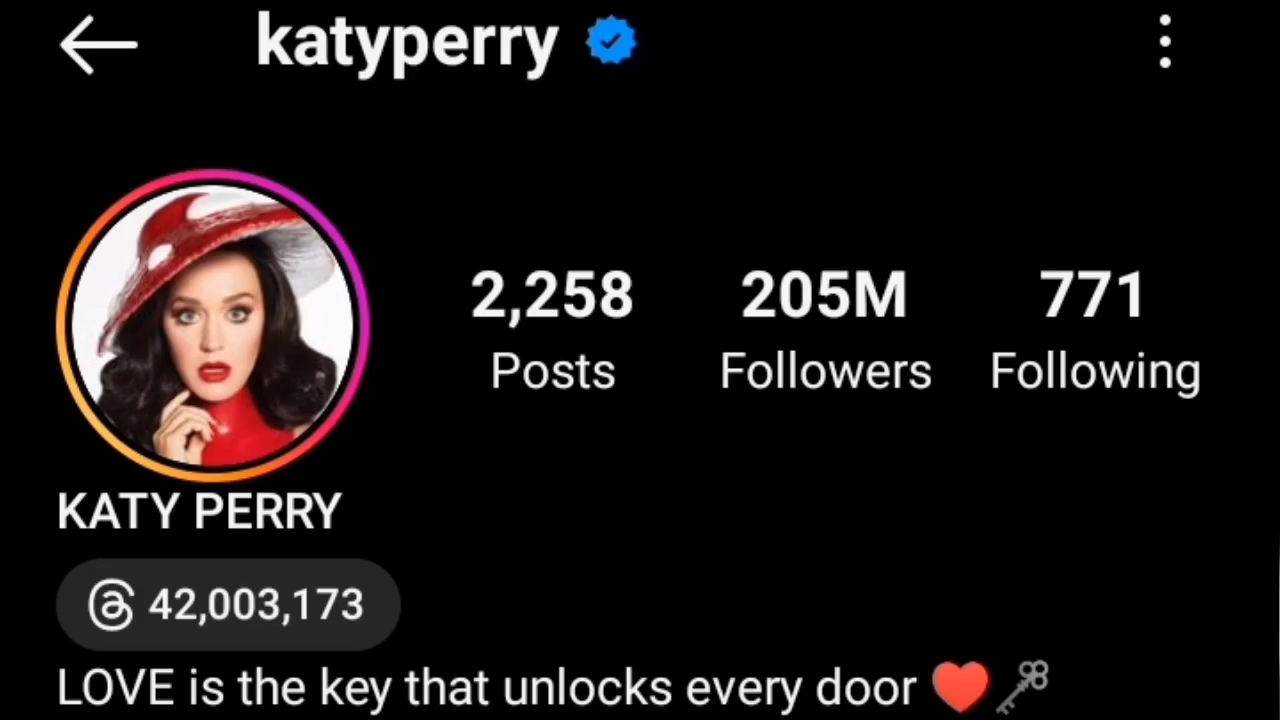 katyperry
2,258 205M 771
Posts Followers Following
KATY PERRY
42,003,173
LOVE is the key that unlocks every door ❤️🗝️